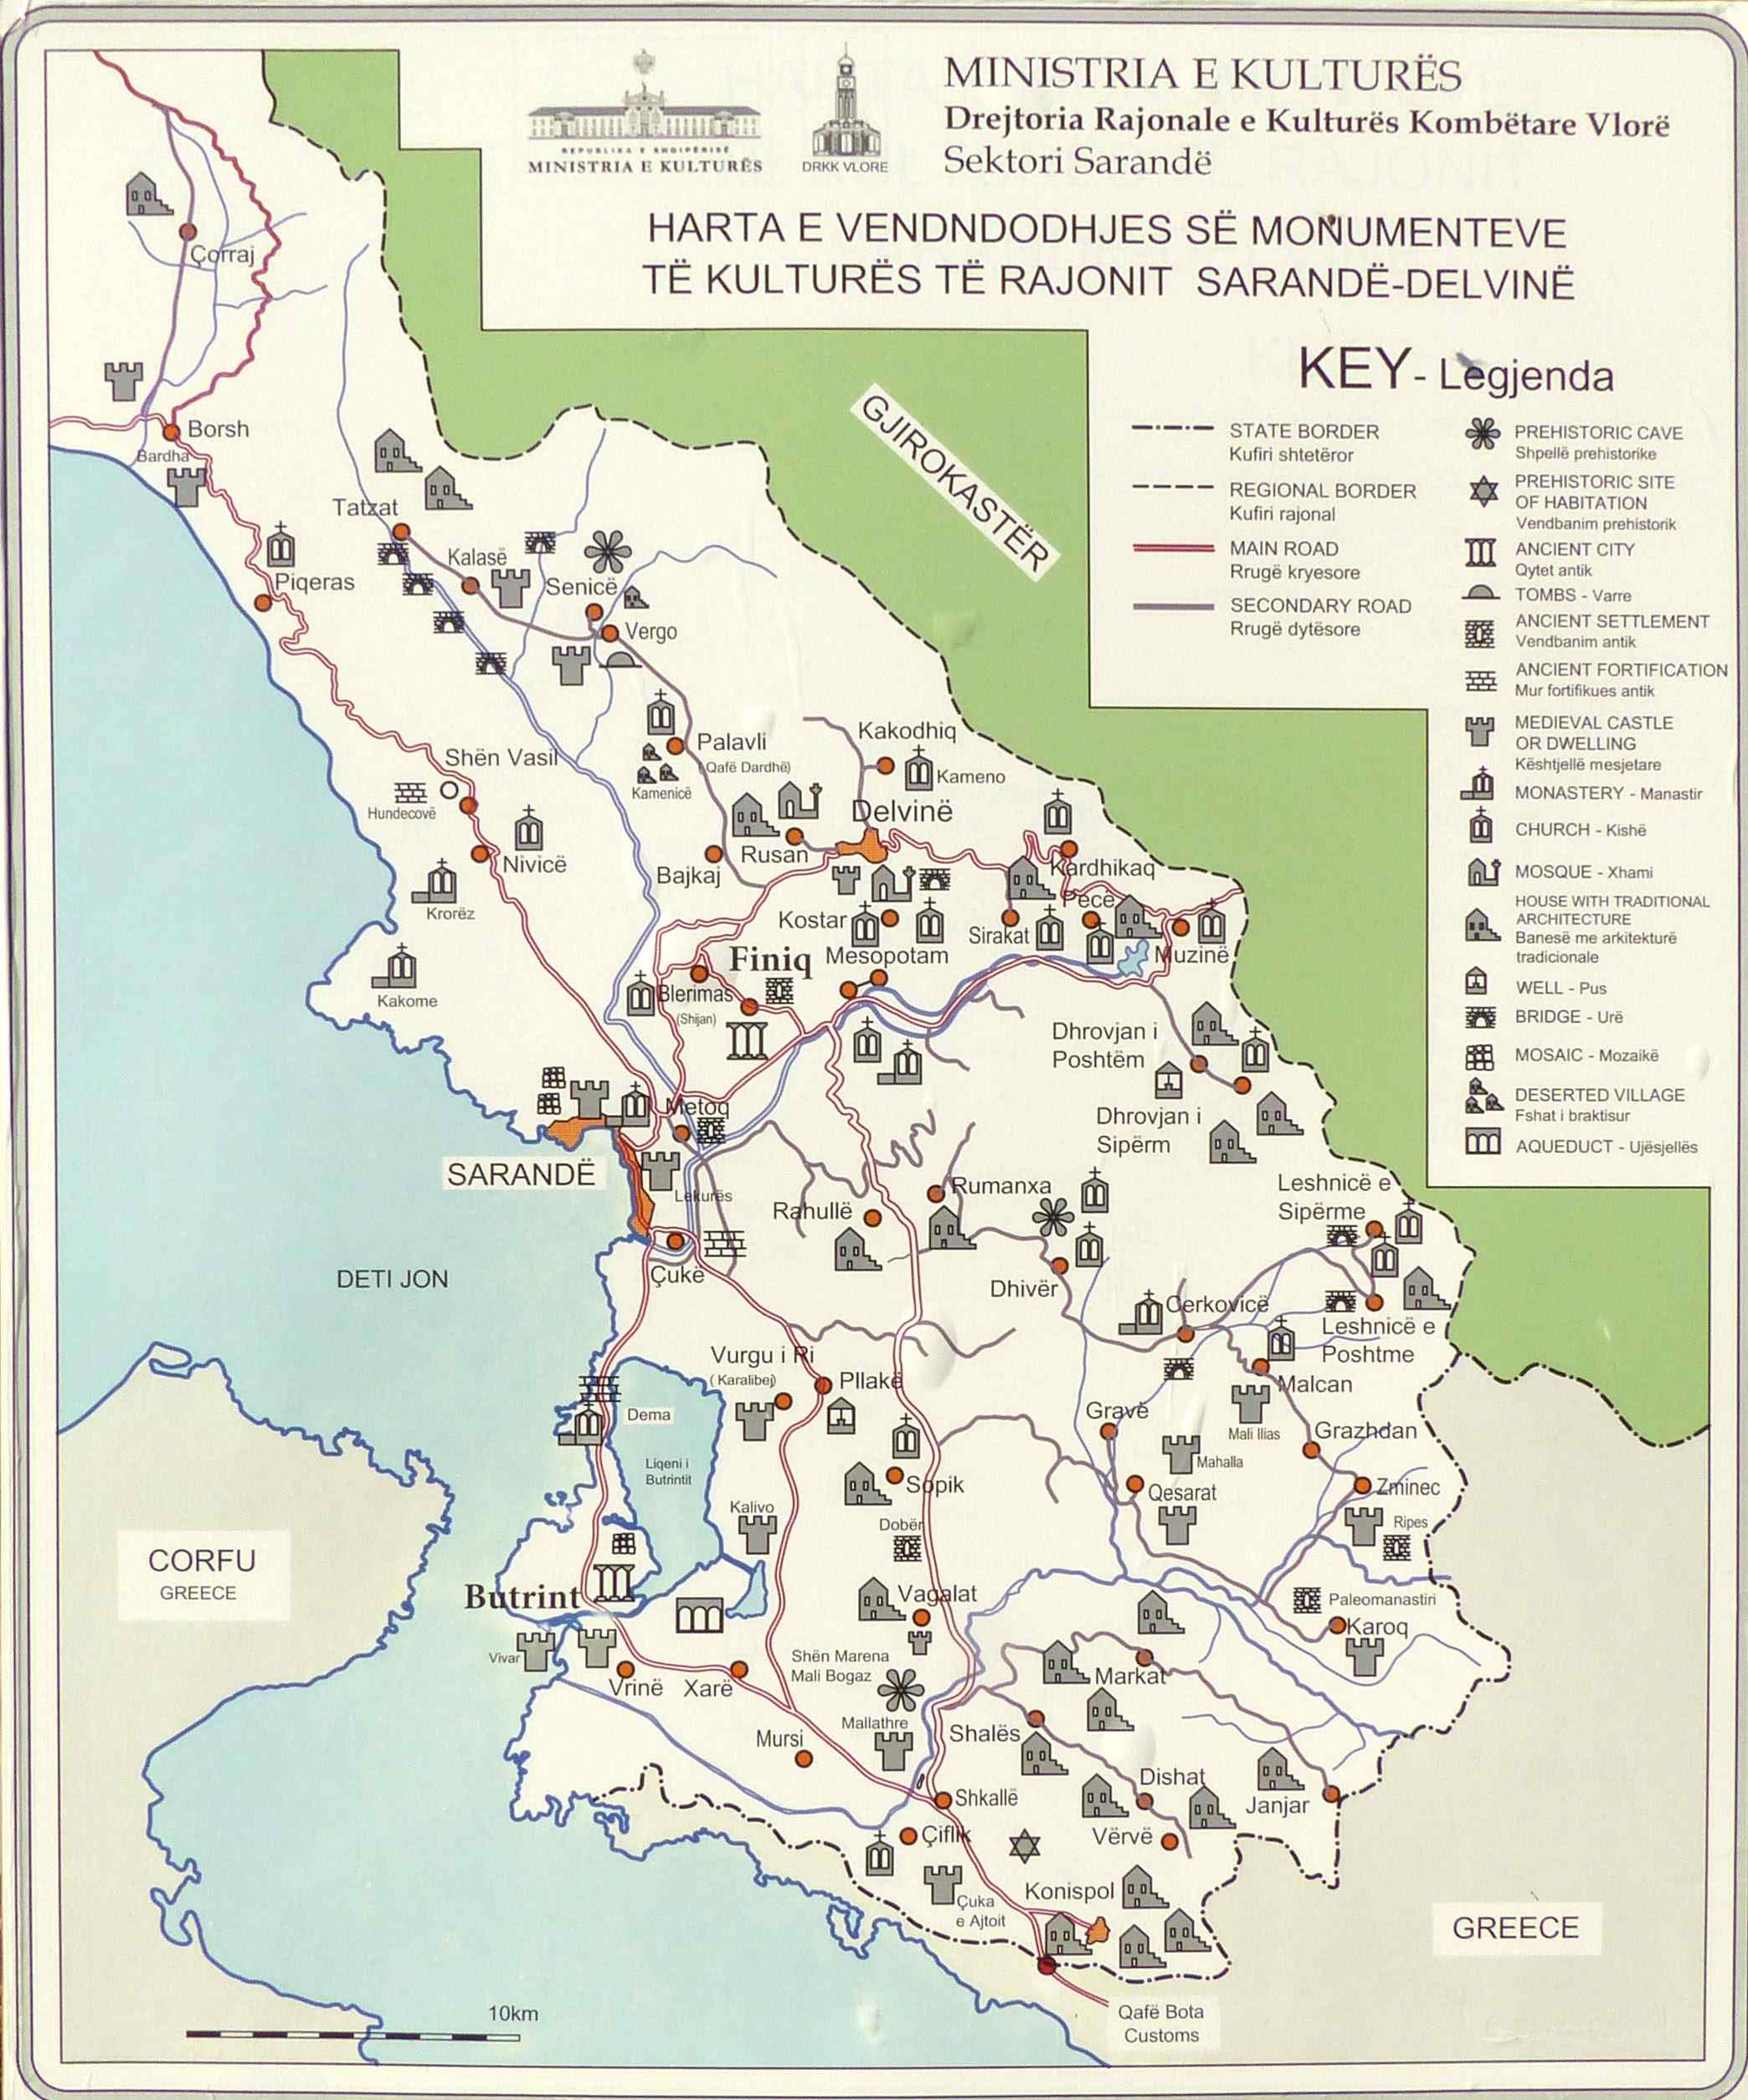 REPUBLIKA E SHQIPËRISË
MINISTRIA E KULTURËS
DRKK VLORE
MINISTRIA E KULTURËS
Drejtoria Rajonale e Kulturës Kombëtare Vlorë
Sektori Sarandë
HARTA E VENDNDODHJES SË MONUMENTEVE
TË KULTURËS TË RAJONIT SARANDË-DELVINË
KEY - Legjenda
STATE BORDER
Kufiri shtetëror
REGIONAL BORDER
Kufiri rajonal
MAIN ROAD
Rrugë kryesore
SECONDARY ROAD
Rrugë dytësore
PREHISTORIC CAVE
Shpellë prehistorike
PREHISTORIC SITE
OF HABITATION
Vendbanim prehistorik
ANCIENT CITY
Qytet antik
TOMBS - Varre
ANCIENT SETTLEMENT
Vendbanim antik
ANCIENT FORTIFICATION
Mur fortifikues antik
MEDIEVAL CASTLE
OR DWELLING
Kështjellë mesjetare
MONASTERY - Manastir
CHURCH - Kishë
MOSQUE - Xhami
HOUSE WITH TRADITIONAL
ARCHITECTURE
Banesë me arkitekturë
tradicionale
WELL - Pus
BRIDGE - Urë
MOSAIC - Mozaikë
DESERTED VILLAGE
Fshat i braktisur
AQUEDUCT - Ujësjellës
GJIROKASTËR
Çorraj
Borsh
Bardha
Tatzat
Kalasë
Senicë
Piqeras
Vergo
Palavli
(Qafë Dardhë)
Kamenicë
Kakodhiq
Kameno
Shën Vasil
Hundecovë
Nivicë
Krorëz
Kakome
Delvinë
Rusan
Bajkaj
Kardhikaq
Pecë
Kostar
Sirakat
Muzinë
Finiq
Mesopotam
Blerimas
(Shijan)
Dhrovjan i
Poshtëm
Dhrovjan i
Sipërm
Metoq
SARANDË
Lekurës
Rahullë
Rumanxa
Leshnicë e
Sipërme
Çukë
DETI JON
Dhivër
Cerkovicë
Leshnicë e
Poshtme
Vurgu i Ri
(Karalibej)
Pllakë
Malcan
Dema
Mali Ilias
Gravë
Grazhdan
Liqeni i
Butrintit
Mahalla
Sopik
Qesarat
Zminec
Kalivo
Dobër
Ripes
CORFU
GREECE
Butrint
Vagalat
Paleomanastiri
Karoq
Vivar
Shën Marena
Mali Bogaz
Markat
Vrinë
Xarë
Mallathre
Mursi
Shalës
Dishat
Shkallë
Janjar
Çiflik
Vërvë
Çuka
e Ajtoit
Konispol
GREECE
10km
Qafë Bota
Customs